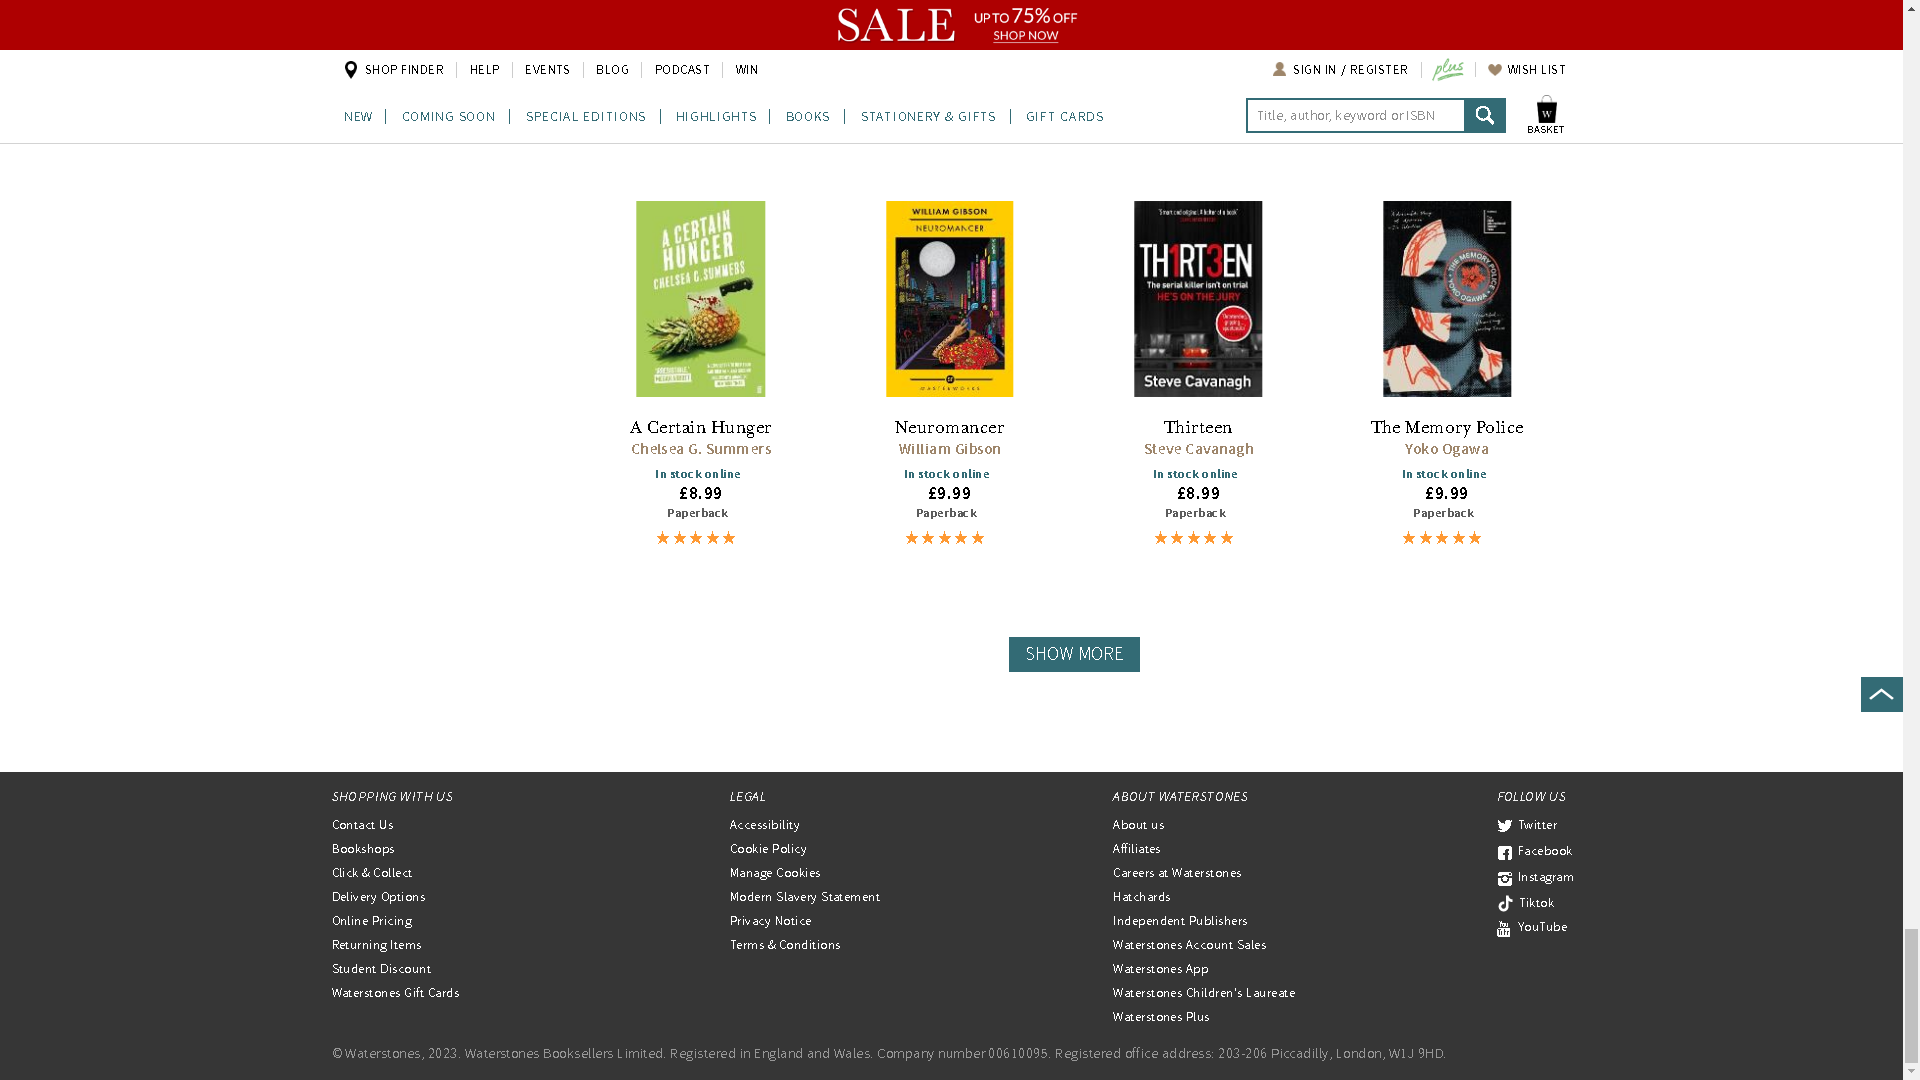 SALE UP TO 75% OFF
SHOP NOW
SHOP FINDER HELP EVENTS BLOG PODCAST WIN
SIGN IN / REGISTER plus WISH LIST
NEW COMING SOON SPECIAL EDITIONS HIGHLIGHTS BOOKS STATIONERY & GIFTS GIFT CARDS
Title, author, keyword or ISBN
W
BASKET
A CERTAIN
HUNGER
CHELSEA G. SUMMERS
WILLIAM GIBSON
NEUROMANCER
MASTERWORKS
TH1RT3EN
The serial killer isn't on trial
HE'S ON THE JURY
Steve Cavanagh
THE MEMORY POLICE
YOKO OGAWA
A Certain Hunger
Chelsea G. Summers
In stock online
£8.99
Paperback
Neuromancer
William Gibson
In stock online
£9.99
Paperback
Thirteen
Steve Cavanagh
In stock online
£8.99
Paperback
The Memory Police
Yoko Ogawa
In stock online
£9.99
Paperback
SHOW MORE
SHOPPING WITH US
Contact Us
Bookshops
Click & Collect
Delivery Options
Online Pricing
Returning Items
Student Discount
Waterstones Gift Cards
LEGAL
Accessibility
Cookie Policy
Manage Cookies
Modern Slavery Statement
Privacy Notice
Terms & Conditions
ABOUT WATERSTONES
About us
Affiliates
Careers at Waterstones
Hatchards
Independent Publishers
Waterstones Account Sales
Waterstones App
Waterstones Children's Laureate
Waterstones Plus
FOLLOW US
Twitter
Facebook
Instagram
Tiktok
YouTube
© Waterstones, 2023. Waterstones Booksellers Limited. Registered in England and Wales. Company number 00610095. Registered office address: 203-206 Piccadilly, London, W1J 9HD.